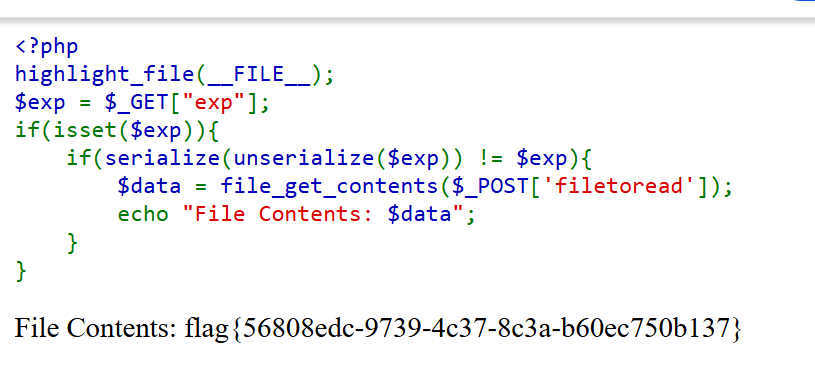 <?php
highlight_file(__FILE__);
$exp = $_GET["exp"];
if(isset($exp)){
    if(serialize(unserialize($exp)) != $exp){
        $data = file_get_contents($_POST['filetoread']);
        echo "File Contents: $data";
    }
}
File Contents: flag{56808edc-9739-4c37-8c3a-b60ec750b137}